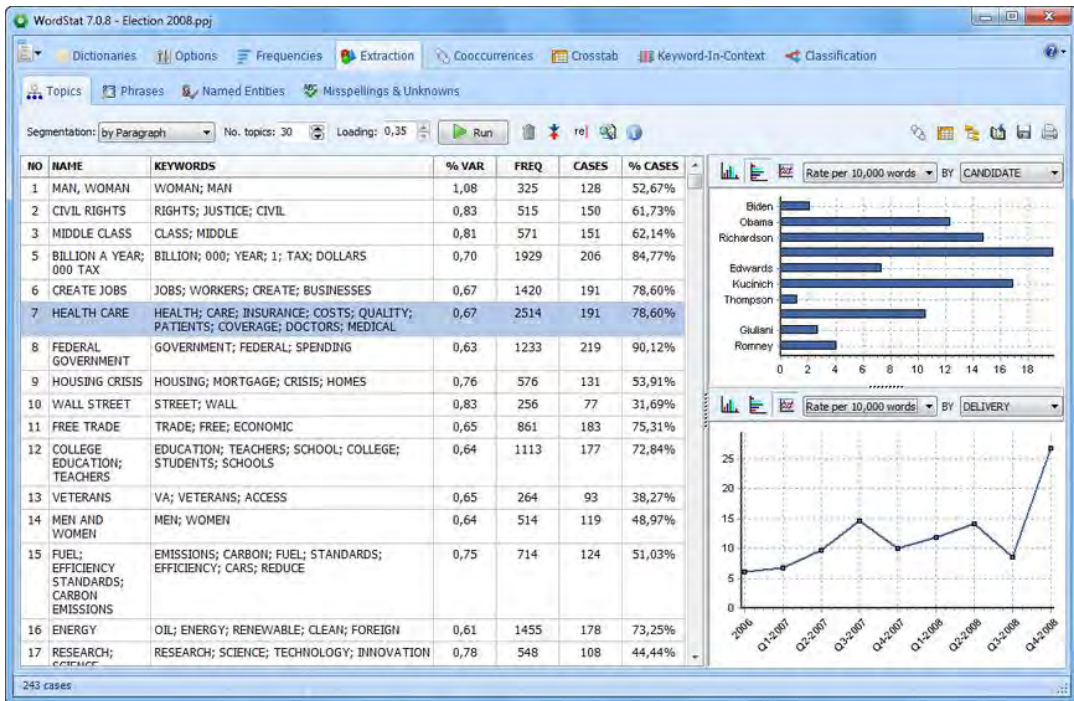 WordStat 7.0.8 - Election 2008.ppj
Dictionaries Options Frequencies Extraction Cooccurrences Crosstab Keyword-In-Context Classification
Topics Phrases Named Entities Misspellings & Unknowns
Segmentation: by Paragraph No. topics: 30 Loading: 0,35 Run re|
NO NAME KEYWORDS % VAR FREQ CASES % CASES
1 MAN, WOMAN WOMAN; MAN 1,08 325 128 52,67%
2 CIVIL RIGHTS RIGHTS; JUSTICE; CIVIL 0,83 515 150 61,73%
3 MIDDLE CLASS CLASS; MIDDLE 0,81 571 151 62,14%
5 BILLION A YEAR; BILLION; 000; YEAR; 1; TAX; DOLLARS 0,70 1929 206 84,77%
000 TAX
6 CREATE JOBS JOBS; WORKERS; CREATE; BUSINESSES 0,67 1420 191 78,60%
7 HEALTH CARE HEALTH; CARE; INSURANCE; COSTS; QUALITY; 0,67 2514 191 78,60%
PATIENTS; COVERAGE; DOCTORS; MEDICAL
8 FEDERAL GOVERNMENT; FEDERAL; SPENDING 0,63 1233 219 90,12%
GOVERNMENT
9 HOUSING CRISIS HOUSING; MORTGAGE; CRISIS; HOMES 0,76 576 131 53,91%
10 WALL STREET STREET; WALL 0,83 256 77 31,69%
11 FREE TRADE TRADE; FREE; ECONOMIC 0,65 861 183 75,31%
12 COLLEGE EDUCATION; TEACHERS; SCHOOL; COLLEGE; 0,64 1113 177 72,84%
EDUCATION; STUDENTS; SCHOOLS
TEACHERS
13 VETERANS VA; VETERANS; ACCESS 0,65 264 93 38,27%
14 MEN AND MEN; WOMEN 0,64 514 119 48,97%
WOMEN
15 FUEL; EMISSIONS; CARBON; FUEL; STANDARDS; 0,75 714 124 51,03%
EFFICIENCY EFFICIENCY; CARS; REDUCE
STANDARDS;
CARBON
EMISSIONS
16 ENERGY OIL; ENERGY; RENEWABLE; CLEAN; FOREIGN 0,61 1455 178 73,25%
17 RESEARCH; RESEARCH; SCIENCE; TECHNOLOGY; INNOVATION 0,78 548 108 44,44%
Rate per 10,000 words BY CANDIDATE
Biden
Obama
Richardson
Edwards
Kucinich
Thompson
Giuliani
Romney
0 2 4 6 8 10 12 14 16 18
Rate per 10,000 words BY DELIVERY
25
20
15
10
5
0
2006 Q1-2007 Q2-2007 Q3-2007 Q4-2007 Q1-2008 Q2-2008 Q3-2008 Q4-2008
243 cases